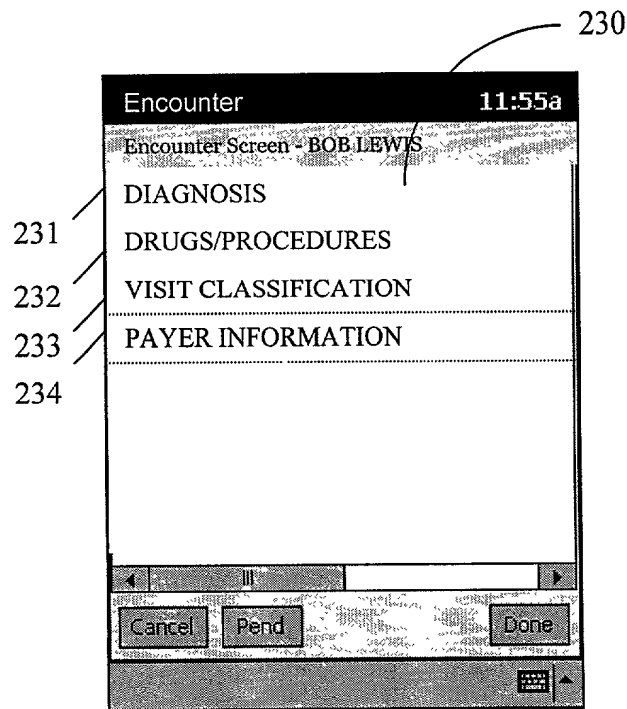 230
Encounter 11:55a
Encounter Screen - BOB LEWIS
DIAGNOSIS
231
DRUGS/PROCEDURES
232
VISIT CLASSIFICATION
233
PAYER INFORMATION
234
Cancel Pend Done